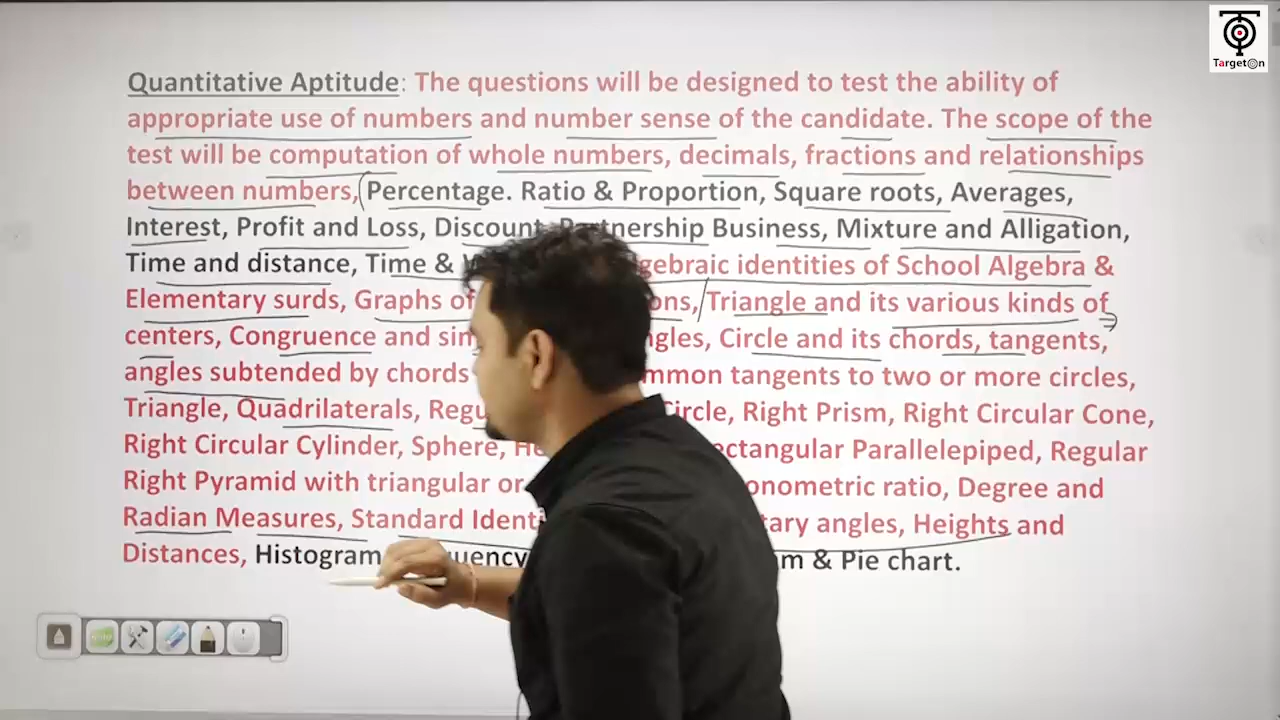 Target On
Quantitative Aptitude: The questions will be designed to test the ability of
appropriate use of numbers and number sense of the candidate. The scope of the
test will be computation of whole numbers, decimals, fractions and relationships
between numbers, Percentage. Ratio & Proportion, Square roots, Averages,
Interest, Profit and Loss, Discount, Partnership Business, Mixture and Alligation,
Time and distance, Time & gebraic identities of School Algebra &
Elementary surds, Graphs of ons, Triangle and its various kinds of
centers, Congruence and sim ngles, Circle and its chords, tangents,
angles subtended by chords mmon tangents to two or more circles,
Triangle, Quadrilaterals, Regu Circle, Right Prism, Right Circular Cone,
Right Circular Cylinder, Sphere, He ectangular Parallelepiped, Regular
Right Pyramid with triangular or onometric ratio, Degree and
Radian Measures, Standard Identi tary angles, Heights and
Distances, Histogram uency m & Pie chart.